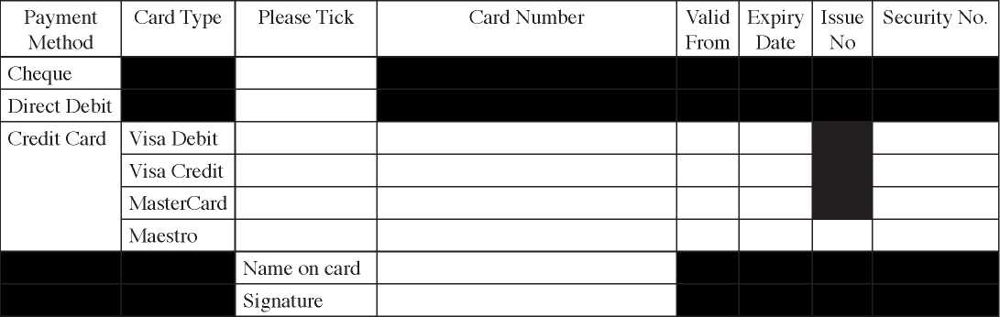 Payment Method Card Type Please Tick Card Number Valid From Expiry Date Issue No Security No.
Cheque
Direct Debit
Credit Card Visa Debit
Visa Credit
MasterCard
Maestro
Name on card
Signature